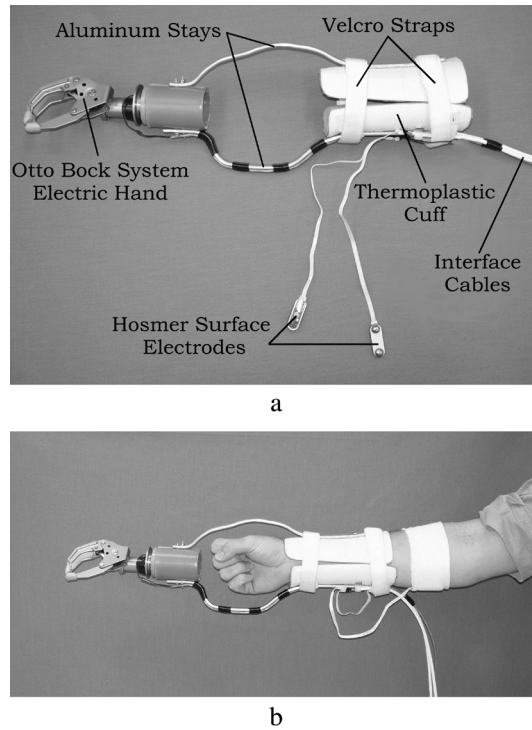 Aluminum Stays
Velcro Straps
Otto Bock System
Electric Hand
Thermoplastic
Cuff
Interface
Cables
Hosmer Surface
Electrodes
a
b